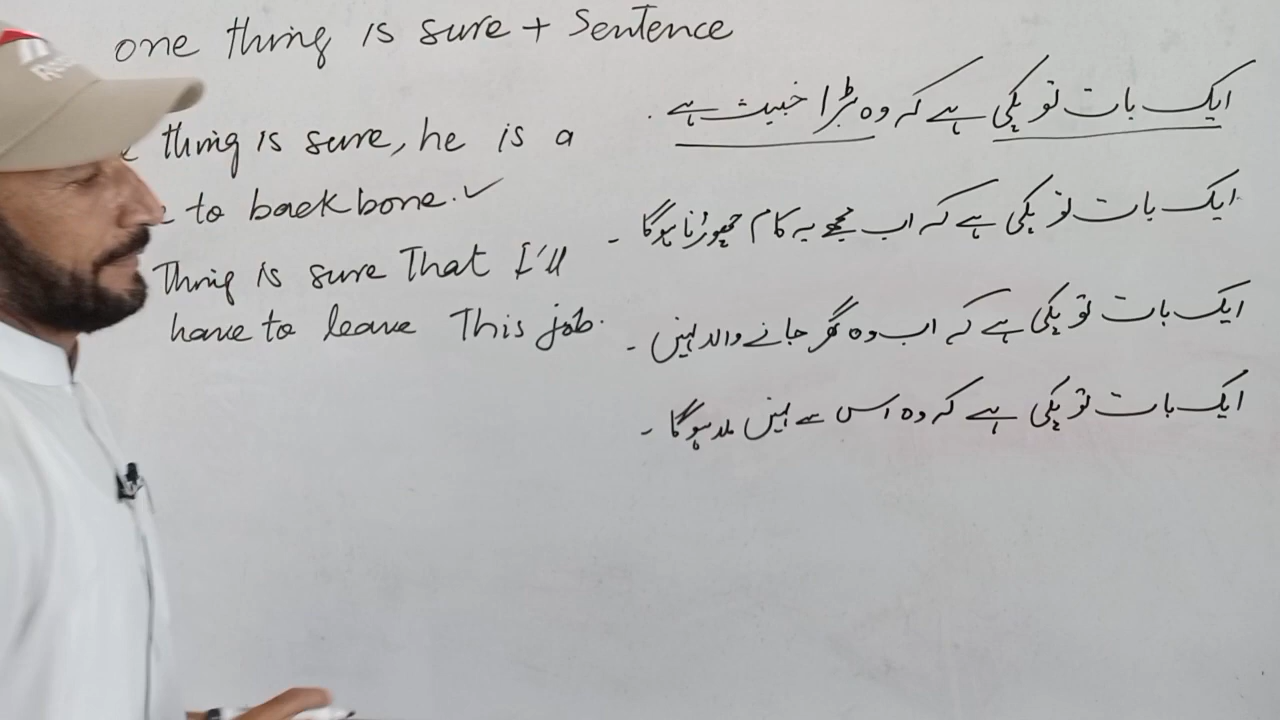 one thing is sure + Sentence
thing is sure, he is a
to back bone. ✓
Thing is sure That I'll
have to leave This job.
ایک بات تو پکی ہے کہ وہ بڑا خبیث ہے .
ایک بات تو پکی ہے کہ اب مجھے یہ کام چھوڑنا ہوگا -
ایک بات تو پکی ہے کہ اب وہ گھر جانے والا نہیں -
ایک بات تو پکی ہے کہ وہ اس سے نہیں ملا ہوگا -